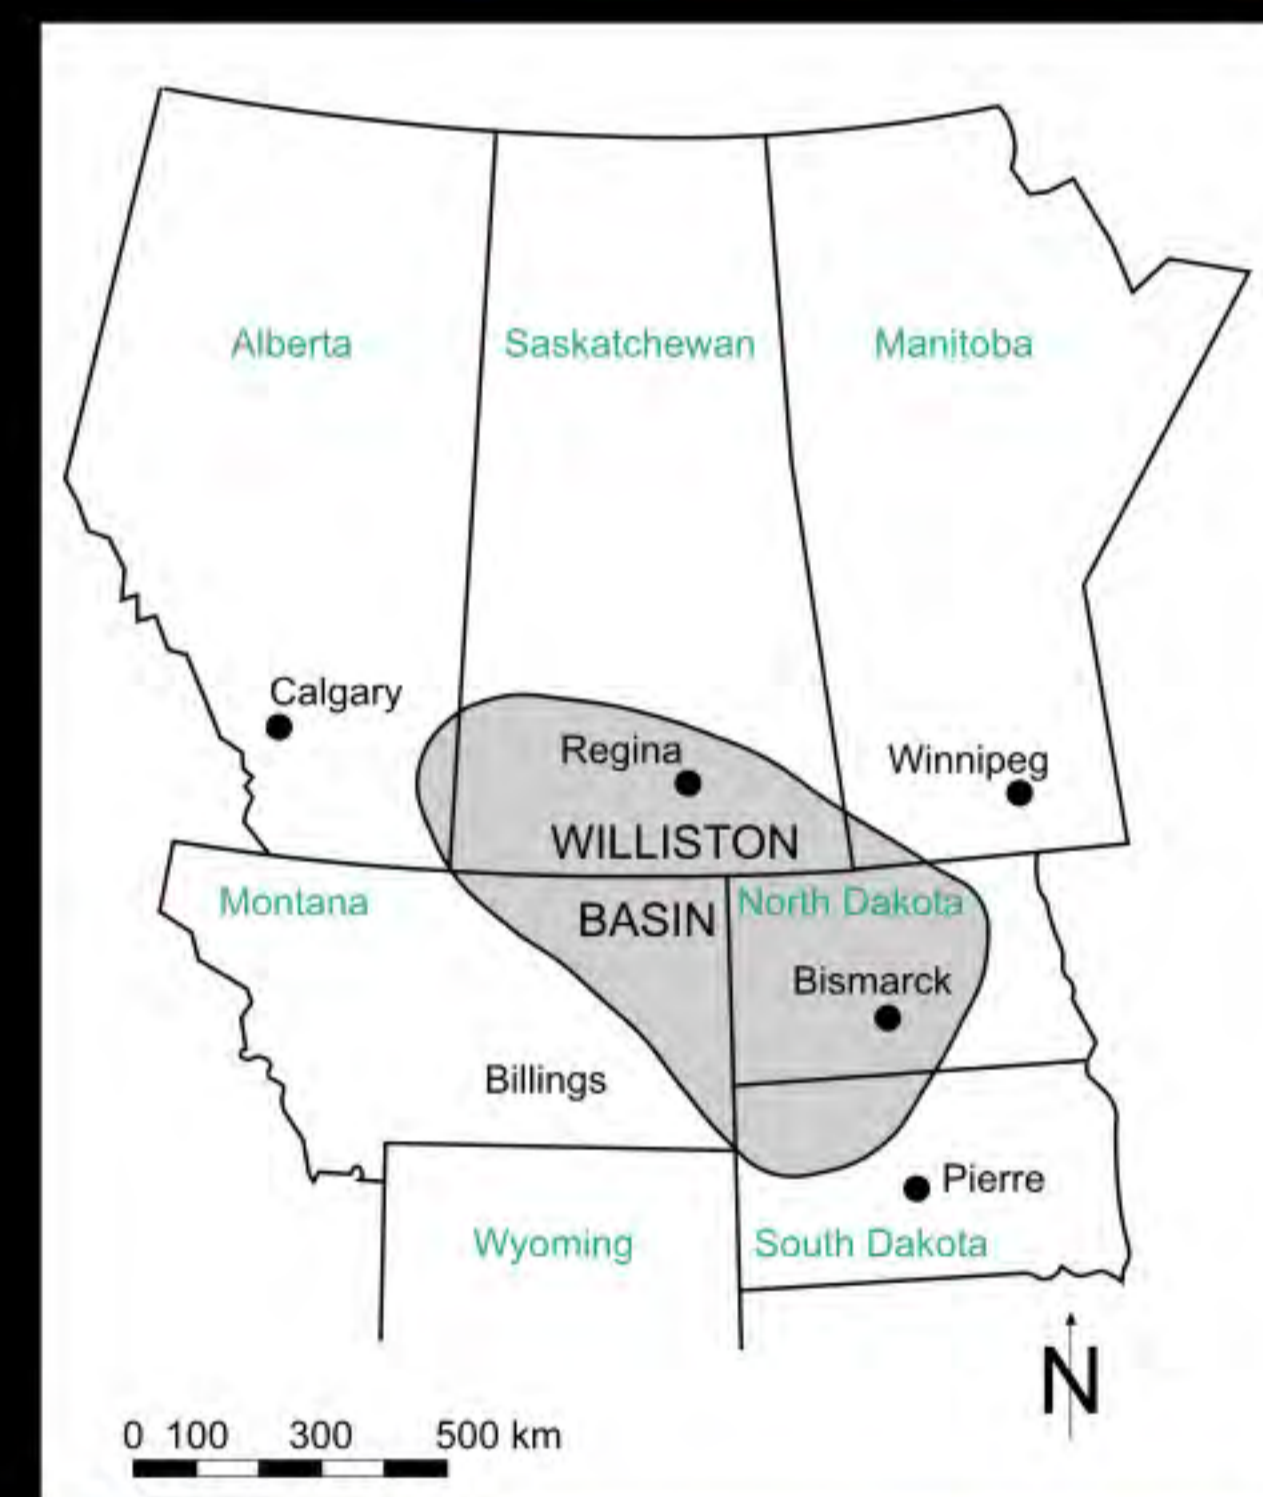 Alberta
Saskatchewan
Manitoba
Calgary
Regina
Winnipeg
WILLISTON
Montana
BASIN
North Dakota
Bismarck
Billings
Pierre
Wyoming
South Dakota
N
0 100 300 500 km